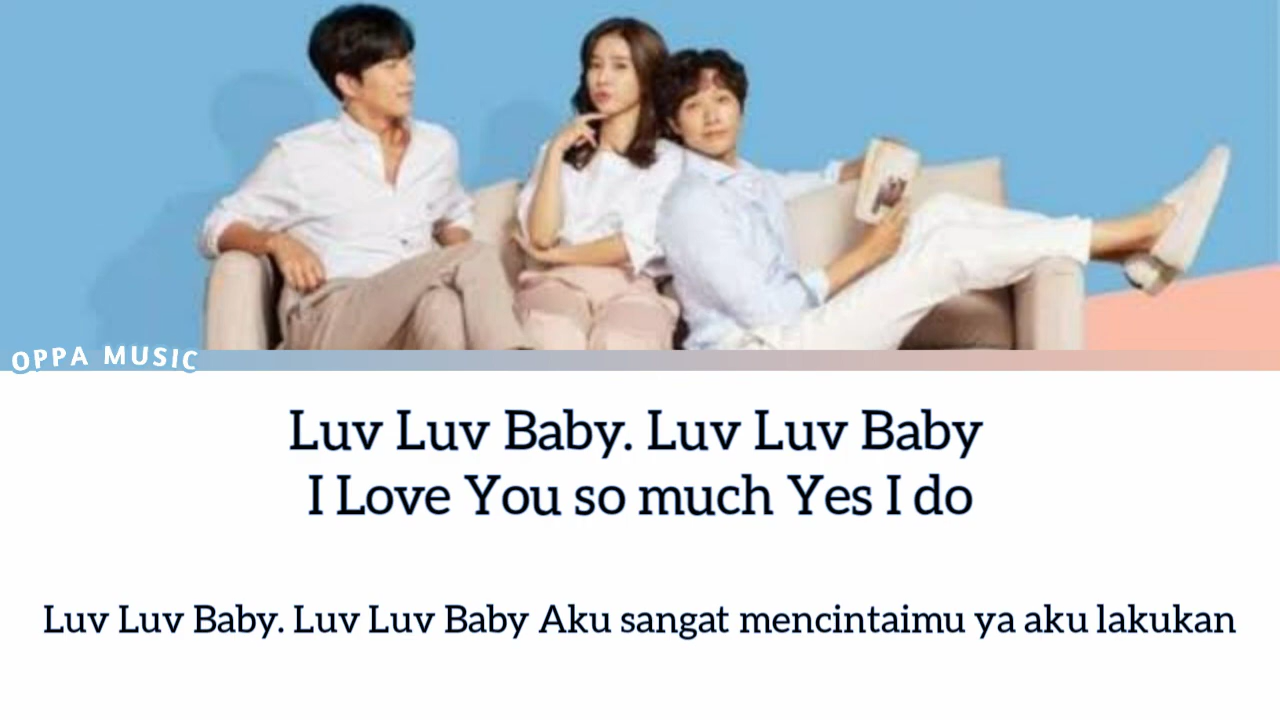 OPPA MUSIC
Luv Luv Baby. Luv Luv Baby
I Love You so much Yes I do
Luv Luv Baby. Luv Luv Baby Aku sangat mencintaimu ya aku lakukan